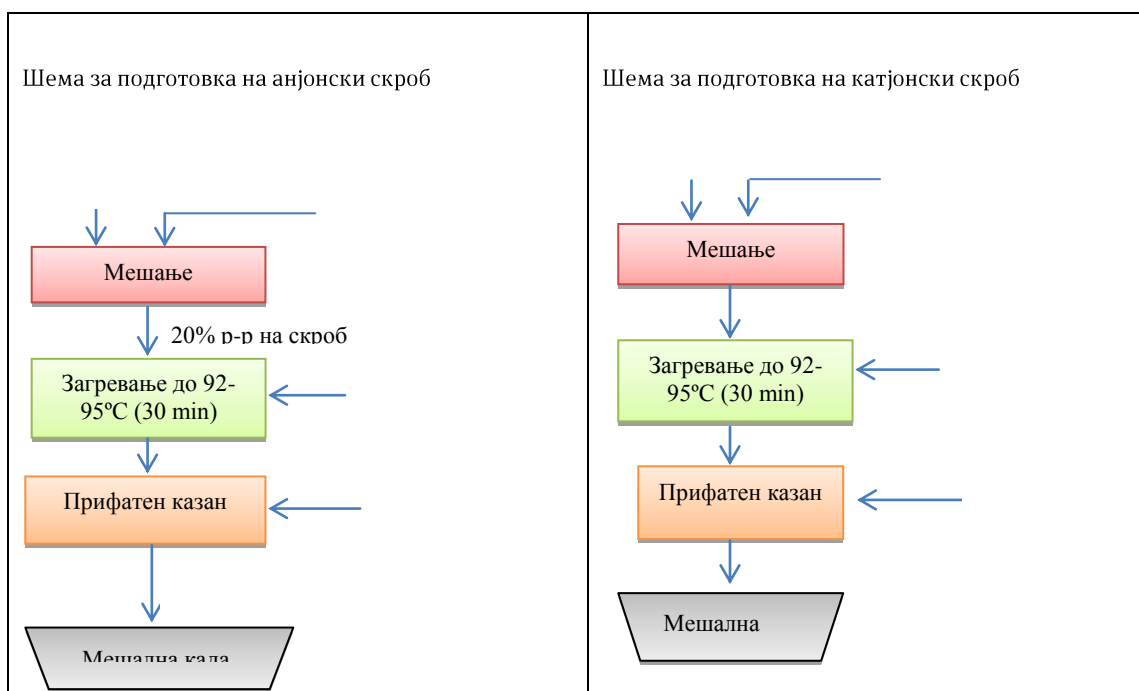 Шема за подготовка на анјонски скроб
Мешање
20% р-р на скроб
Загревање до 92-
95ºC (30 min)
Прифатен казан
Мешална када
Шема за подготовка на катјонски скроб
Мешање
Загревање до 92-
95ºC (30 min)
Прифатен казан
Мешална